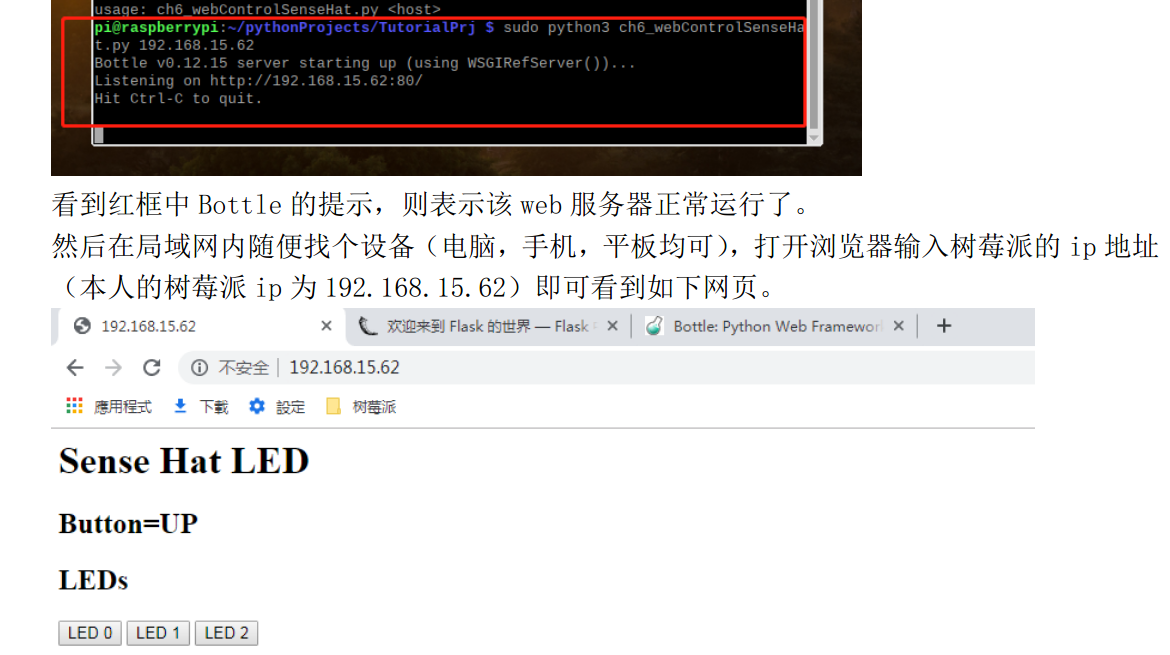 usage: ch6_webControlSenseHat.py <host>
pi@raspberrypi:~/pythonProjects/TutorialPrj $ sudo python3 ch6_webControlSenseHa
t.py 192.168.15.62
Bottle v0.12.15 server starting up (using WSGIRefServer())...
Listening on http://192.168.15.62:80/
Hit Ctrl-C to quit.
看到红框中 Bottle 的提示，则表示该 web 服务器正常运行了。
然后在局域网内随便找个设备（电脑，手机，平板均可），打开浏览器输入树莓派的 ip 地址
（本人的树莓派 ip 为 192.168.15.62）即可看到如下网页。
192.168.15.62 欢迎来到 Flask 的世界 — Flask Bottle: Python Web Framewor
不安全 192.168.15.62
應用程式 下載 設定 树莓派
Sense Hat LED
Button=UP
LEDs
LED 0 LED 1 LED 2